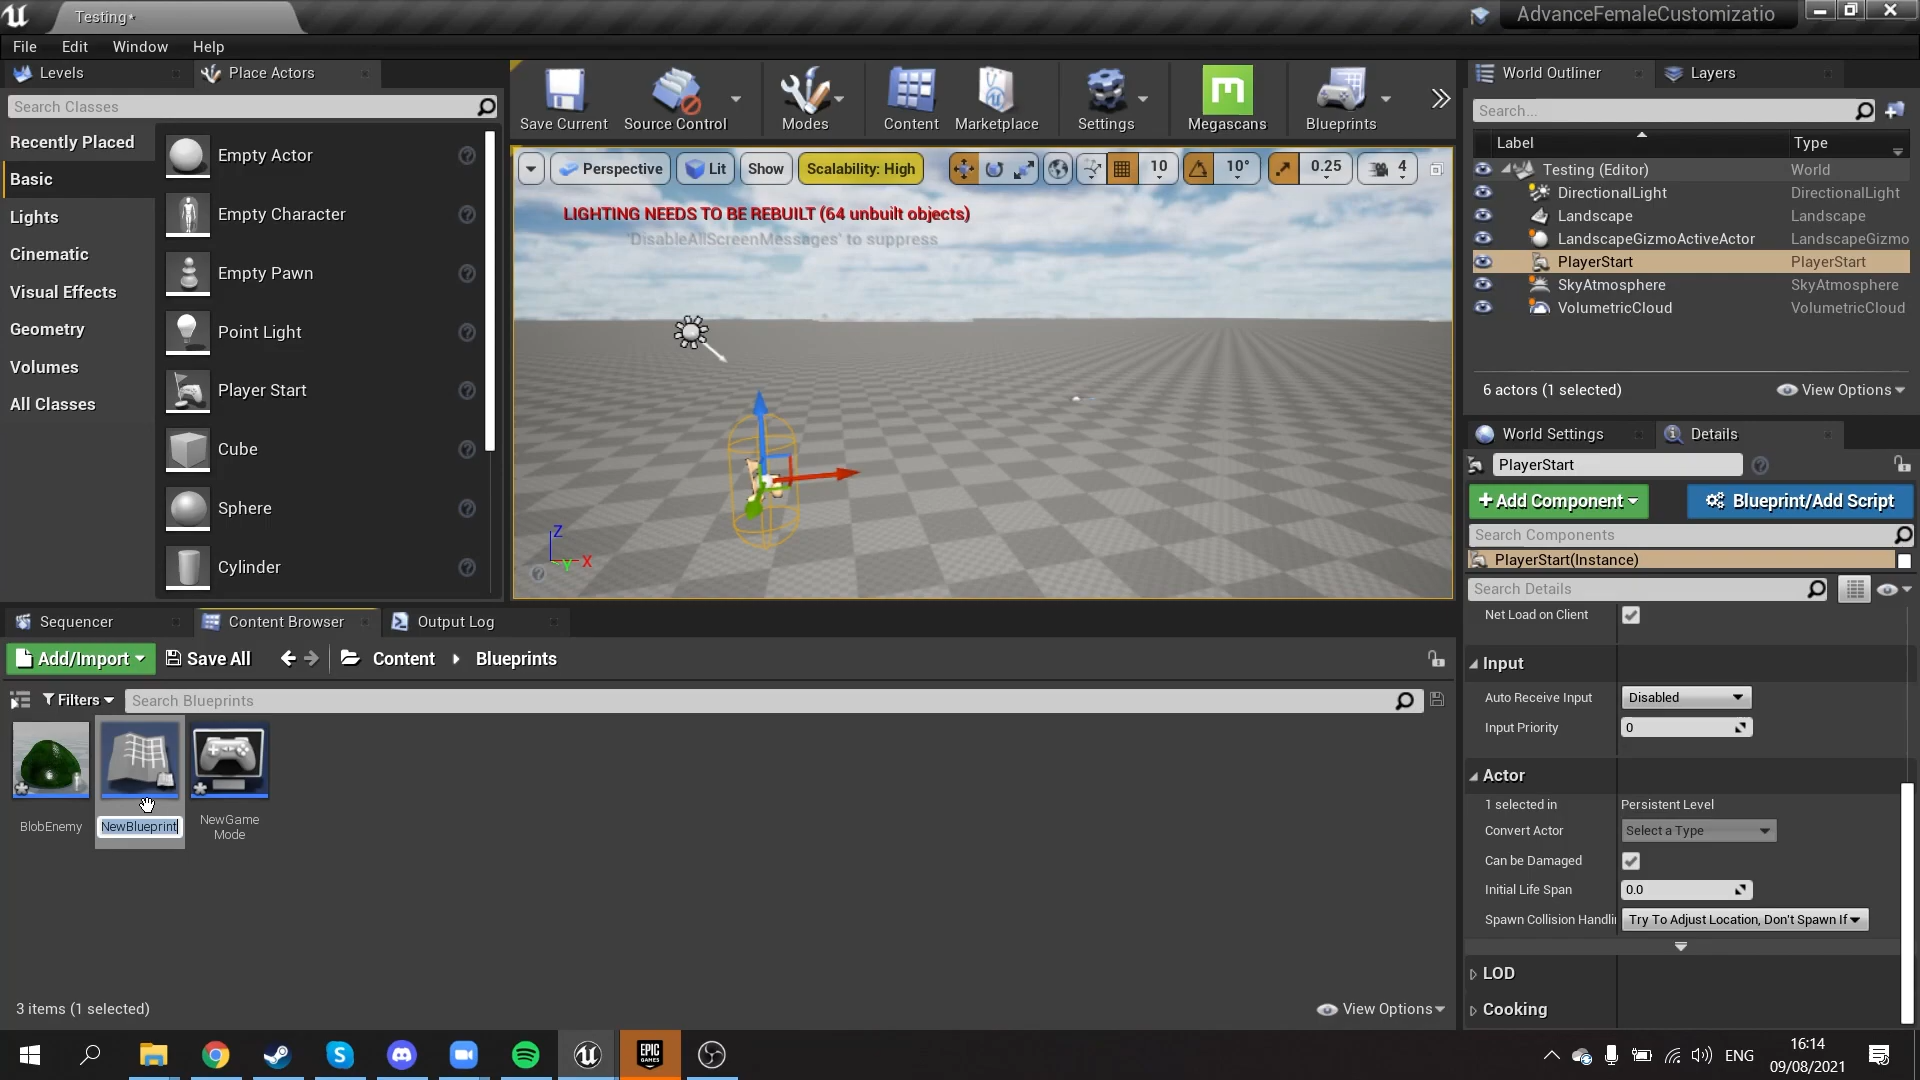 Testing*
AdvanceFemaleCustomizatio
File Edit Window Help
Levels
Place Actors
Search Classes
Recently Placed
Basic
Lights
Cinematic
Visual Effects
Geometry
Volumes
All Classes
Empty Actor
Empty Character
Empty Pawn
Point Light
Player Start
Cube
Sphere
Cylinder
Save Current
Source Control
Modes
Content
Marketplace
Settings
Megascans
Blueprints
Perspective
Lit
Show
Scalability: High
10
10°
0.25
4
LIGHTING NEEDS TO BE REBUILT (64 unbuilt objects)
'DisableAllScreenMessages' to suppress
Z
Y
X
World Outliner
Layers
Search...
Label Type
Testing (Editor) World
DirectionalLight DirectionalLight
Landscape Landscape
LandscapeGizmoActiveActor LandscapeGizmo
PlayerStart PlayerStart
SkyAtmosphere SkyAtmosphere
VolumetricCloud VolumetricCloud
6 actors (1 selected)
View Options
World Settings
Details
PlayerStart
+ Add Component
Blueprint/Add Script
Search Components
PlayerStart(Instance)
Search Details
Net Load on Client
Input
Auto Receive Input Disabled
Input Priority 0
Actor
1 selected in Persistent Level
Convert Actor Select a Type
Can be Damaged
Initial Life Span 0.0
Spawn Collision Handlin Try To Adjust Location, Don't Spawn If
LOD
Cooking
Sequencer
Content Browser
Output Log
Add/Import
Save All
Content
Blueprints
Filters
Search Blueprints
BlobEnemy
NewBlueprint
NewGame
Mode
3 items (1 selected)
View Options
EPIC
GAMES
ENG
16:14
09/08/2021